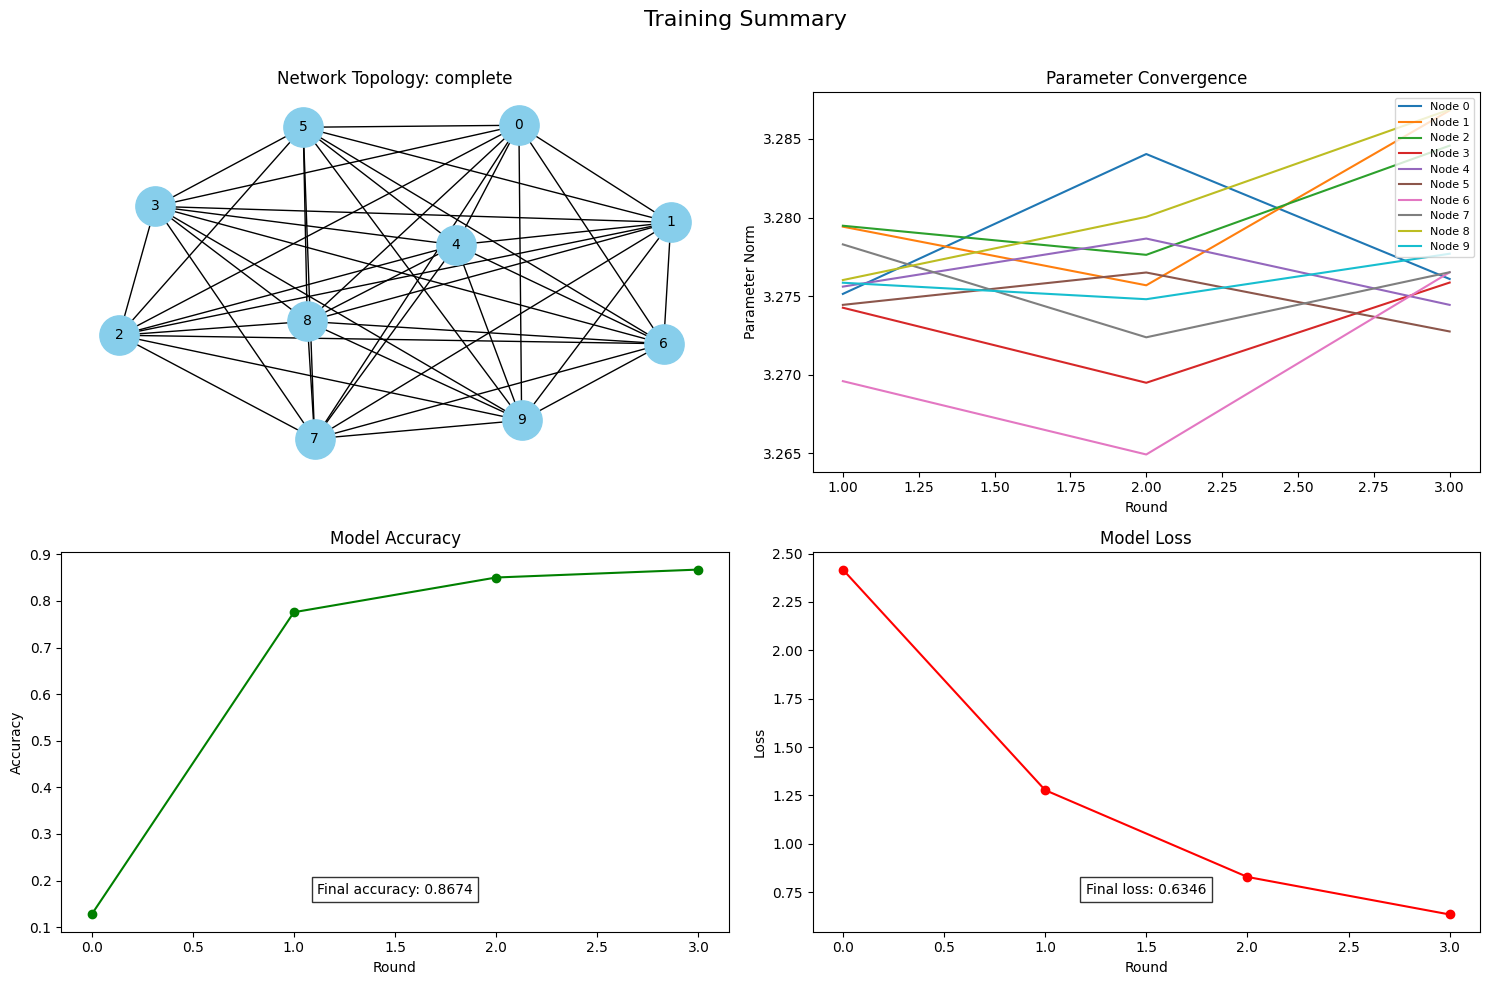 Training Summary
Network Topology: complete
5
0
3
1
4
8
2
6
9
7
Parameter Convergence
Parameter Norm
3.285
3.280
3.275
3.270
3.265
Node 0
Node 1
Node 2
Node 3
Node 4
Node 5
Node 6
Node 7
Node 8
Node 9
1.00 1.25 1.50 1.75 2.00 2.25 2.50 2.75 3.00
Round
Model Accuracy
Accuracy
0.9
0.8
0.7
0.6
0.5
0.4
0.3
0.2
0.1
Final accuracy: 0.8674
0.0 0.5 1.0 1.5 2.0 2.5 3.0
Round
Model Loss
Loss
2.50
2.25
2.00
1.75
1.50
1.25
1.00
0.75
Final loss: 0.6346
0.0 0.5 1.0 1.5 2.0 2.5 3.0
Round